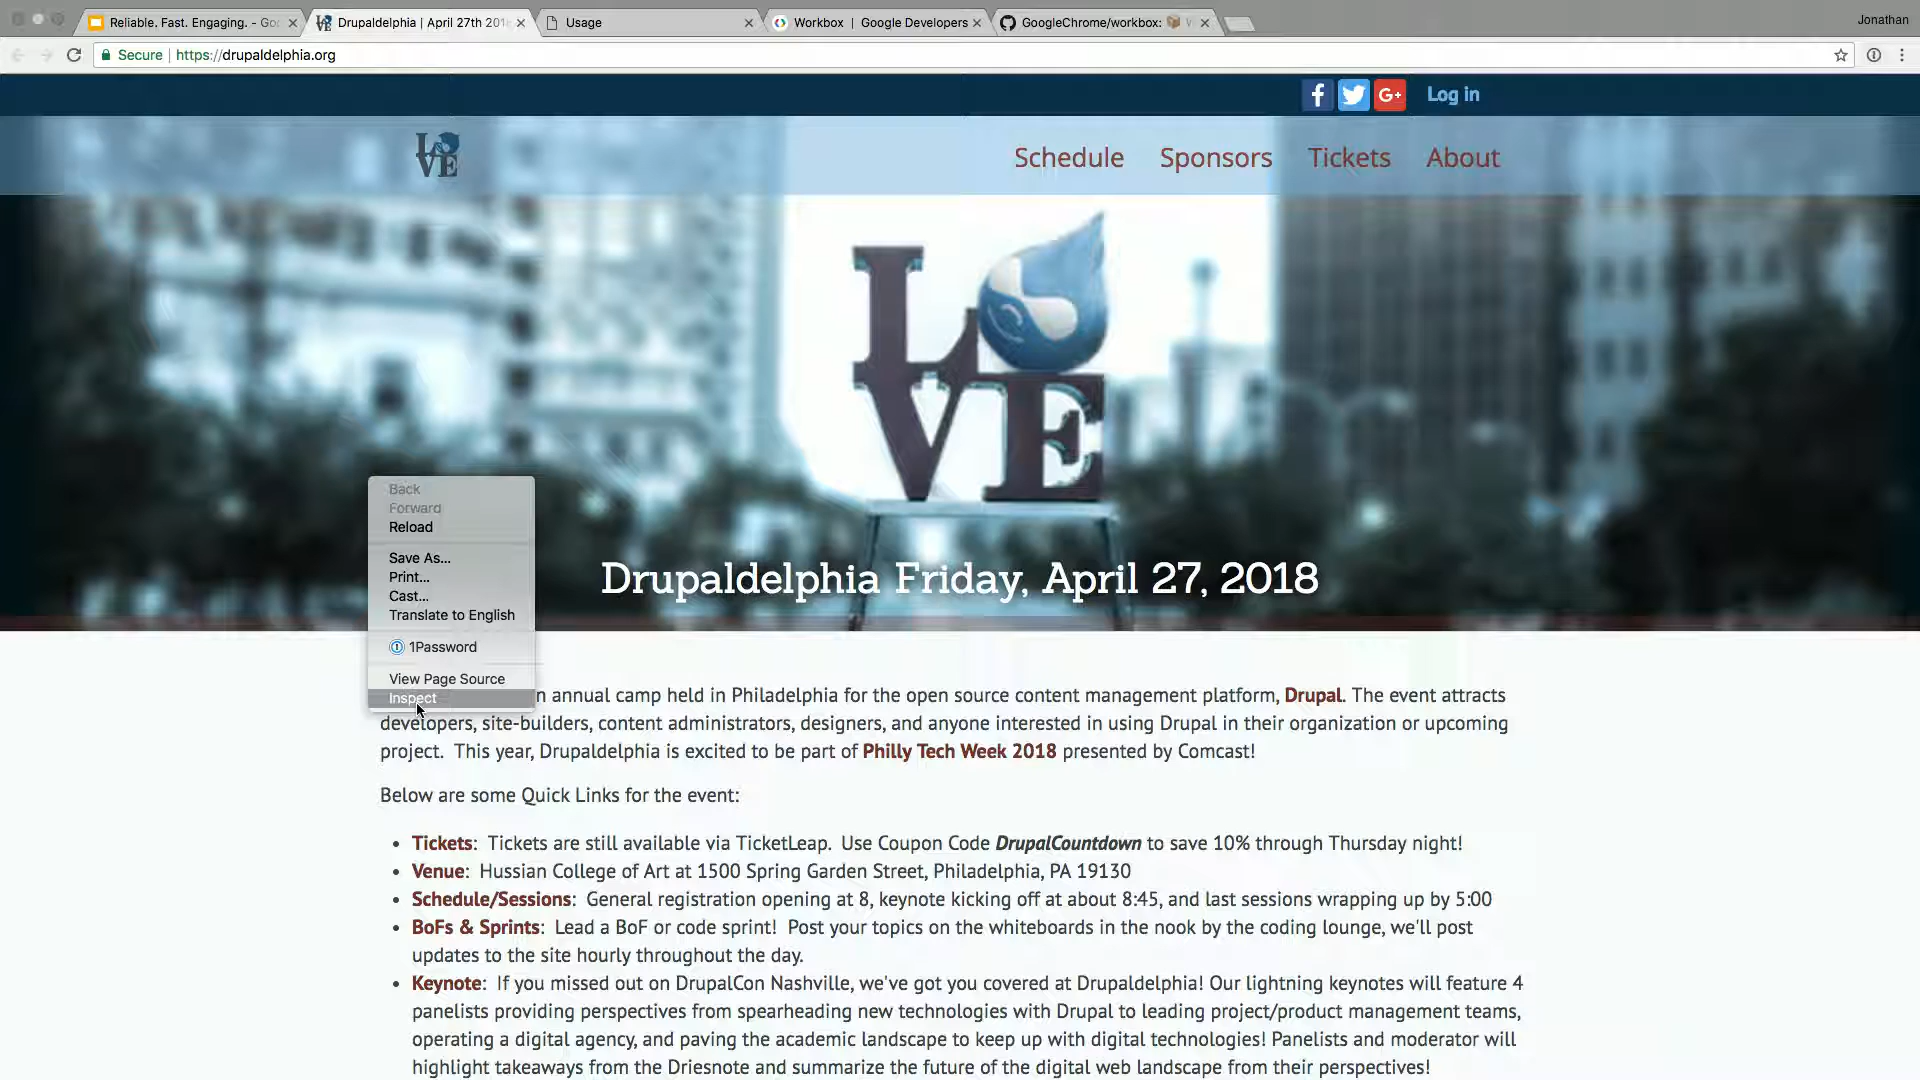 Reliable. Fast. Engaging. - Go
Drupaldelphia | April 27th 201
Usage
Workbox | Google Developers
GoogleChrome/workbox: 📦 W
Jonathan
Secure | https://drupaldelphia.org
Log in
LOVE
Schedule Sponsors Tickets About
L
VE
Drupaldelphia Friday, April 27, 2018
Back
Forward
Reload
Save As...
Print...
Cast...
Translate to English
1Password
View Page Source
Inspect
n annual camp held in Philadelphia for the open source content management platform, Drupal. The event attracts
developers, site-builders, content administrators, designers, and anyone interested in using Drupal in their organization or upcoming
project. This year, Drupaldelphia is excited to be part of Philly Tech Week 2018 presented by Comcast!
Below are some Quick Links for the event:
• Tickets: Tickets are still available via TicketLeap. Use Coupon Code DrupalCountdown to save 10% through Thursday night!
• Venue: Hussian College of Art at 1500 Spring Garden Street, Philadelphia, PA 19130
• Schedule/Sessions: General registration opening at 8, keynote kicking off at about 8:45, and last sessions wrapping up by 5:00
• BoFs & Sprints: Lead a BoF or code sprint! Post your topics on the whiteboards in the nook by the coding lounge, we'll post
updates to the site hourly throughout the day.
• Keynote: If you missed out on DrupalCon Nashville, we've got you covered at Drupaldelphia! Our lightning keynotes will feature 4
panelists providing perspectives from spearheading new technologies with Drupal to leading project/product management teams,
operating a digital agency, and paving the academic landscape to keep up with digital technologies! Panelists and moderator will
highlight takeaways from the Driesnote and summarize the future of the digital web landscape from their perspectives!